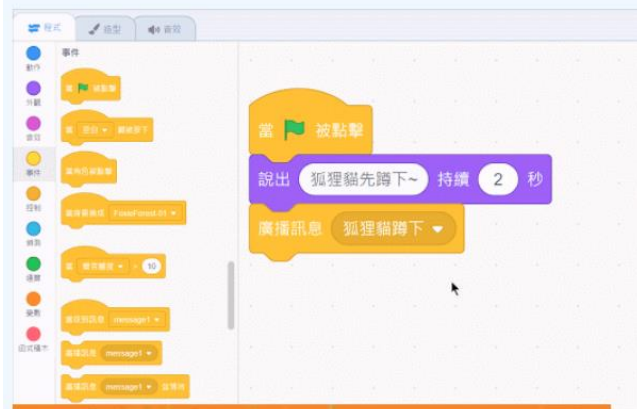 程式
造型
音效
事件
動作
外觀
音效
事件
控制
偵測
運算
變數
函式積木
當 被點擊
當 空白 鍵被按下
當角色被點擊
當背景換成 FoxieForest-01
當 聲音響度 > 10
當收到訊息 message1
廣播訊息 message1
廣播訊息 message1 並等待
當 被點擊
說出 狐狸貓先蹲下~ 持續 2 秒
廣播訊息 狐狸貓蹲下